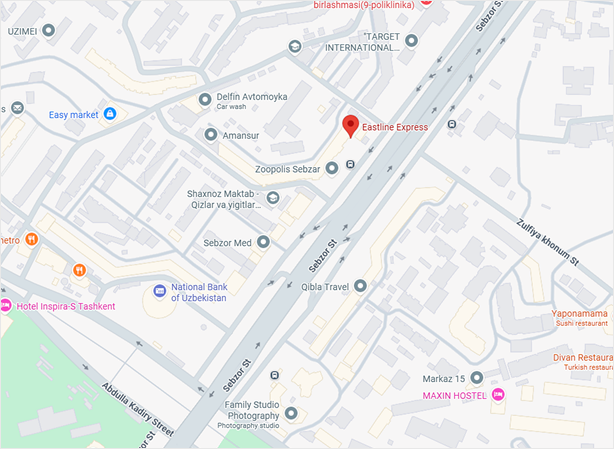 birlashmasi(9-poliklinika)
Sebzor St
UZIMEI
"TARGET
INTERNATIONAL...
Delfin Avtomoyka
Car wash
s
Easy market
Eastline Express
Amansur
Zoopolis Sebzar
Shaxnoz Maktab -
Qizlar va yigitlar...
Zulfiya khonum St
netro
Sebzor Med
Sebzor St
Qibla Travel
National Bank
of Uzbekistan
Hotel Inspira-S Tashkent
Yaponamama
Sushi restaurant
Divan Restaura
Turkish restaura
Sebzor St
Markaz 15
MAXIN HOSTEL
Abdulla Kadiry Street
Family Studio
Photography
Photography studio
zor St